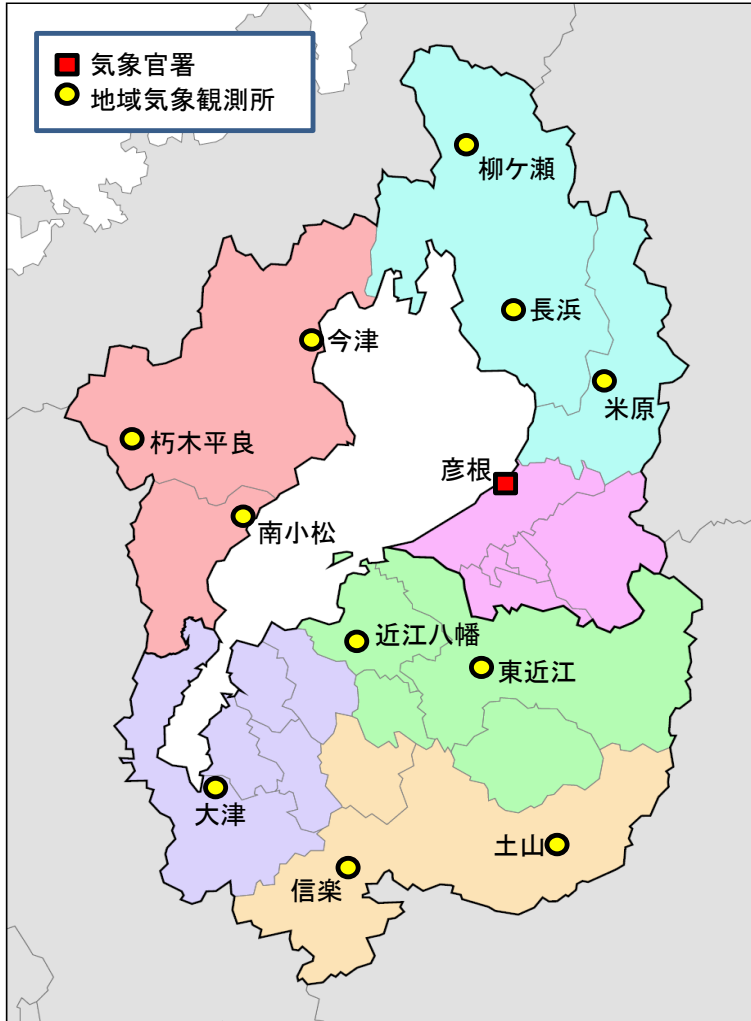 気象官署
地域気象観測所
柳ケ瀬
長浜
今津
米原
朽木平良
彦根
南小松
近江八幡
東近江
大津
土山
信楽